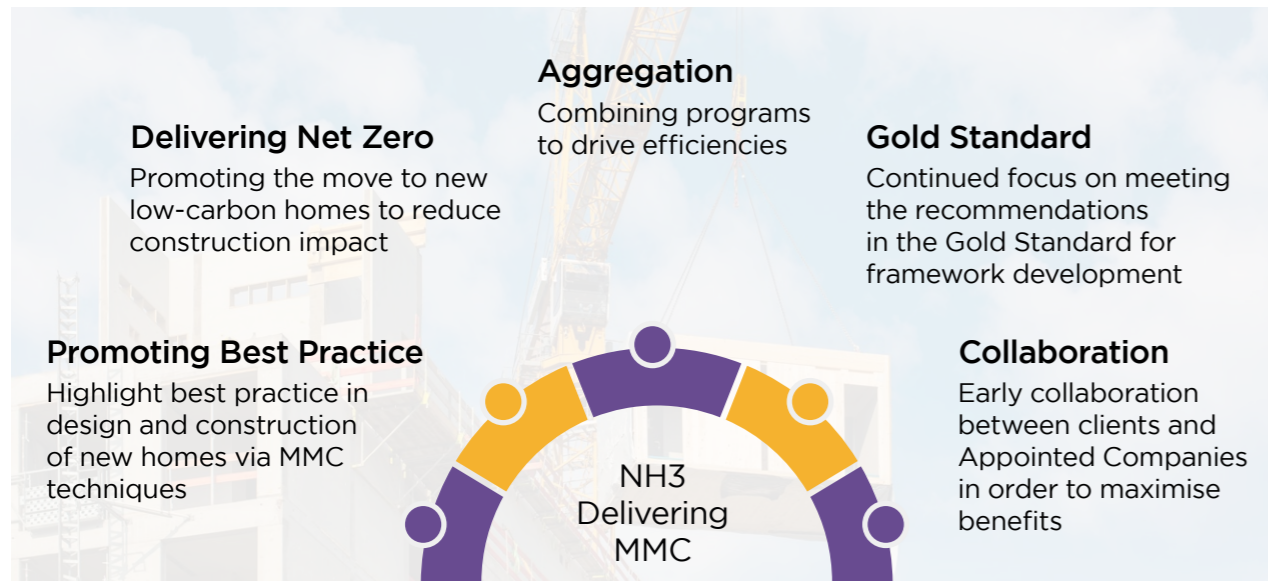 Aggregation
Combining programs
to drive efficiencies
Delivering Net Zero
Promoting the move to new
low-carbon homes to reduce
construction impact
Gold Standard
Continued focus on meeting
the recommendations
in the Gold Standard for
framework development
Promoting Best Practice
Highlight best practice in
design and construction
of new homes via MMC
techniques
Collaboration
Early collaboration
between clients and
Appointed Companies
in order to maximise
benefits
NH3
Delivering
MMC